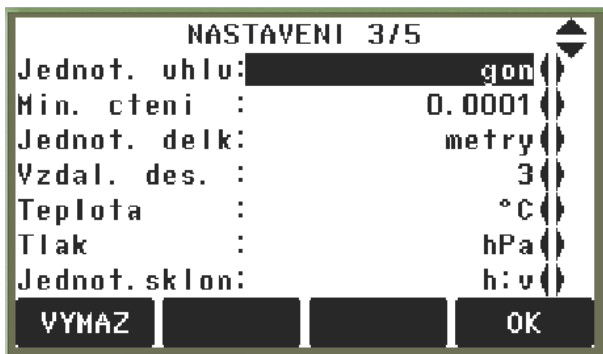 NASTAVENI 3/5
Jednot. uhlu: gon
Min. cteni : 0.0001
Jednot. delk: metry
Vzdal. des. : 3
Teplota : °C
Tlak : hPa
Jednot.sklon: h:v
VYMAZ OK